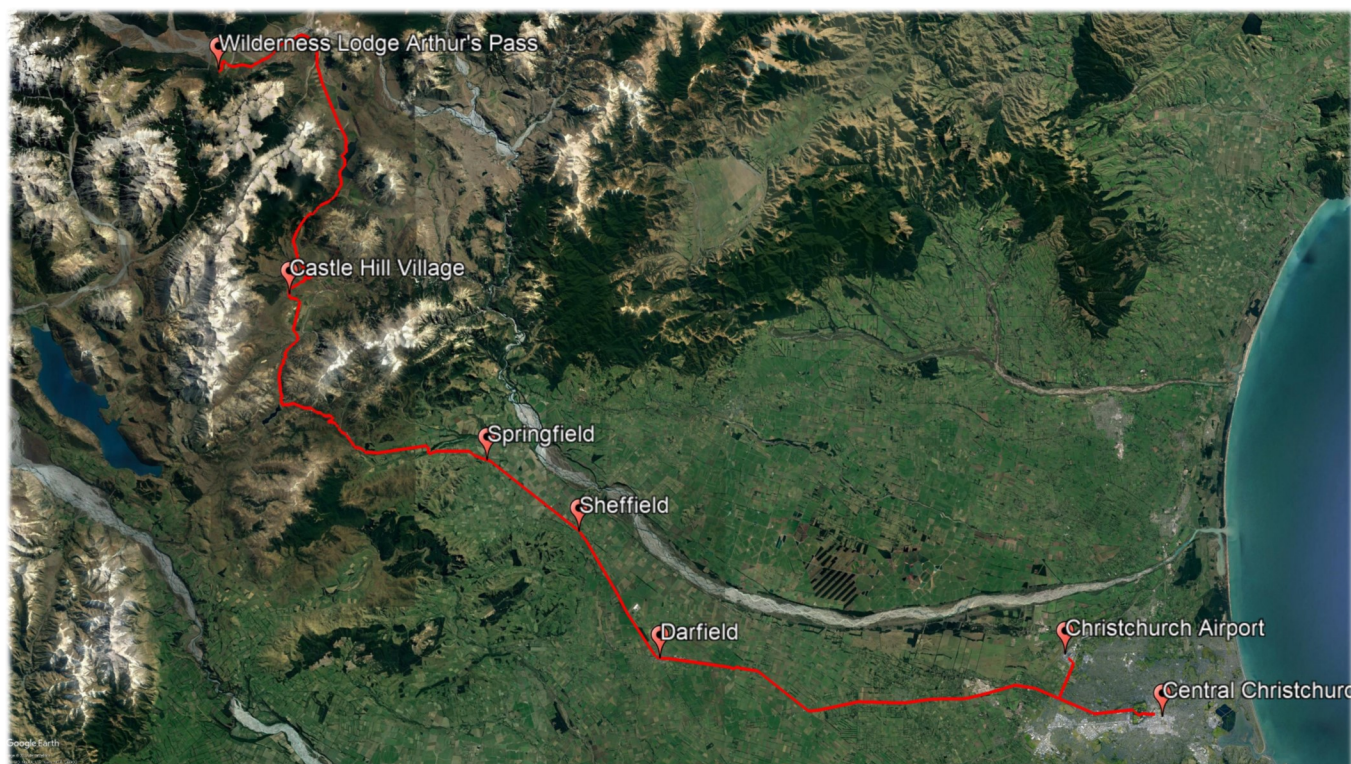 Wilderness Lodge Arthur's Pass
Castle Hill Village
Springfield
Sheffield
Darfield
Christchurch Airport
Central Christchurc
Google Earth